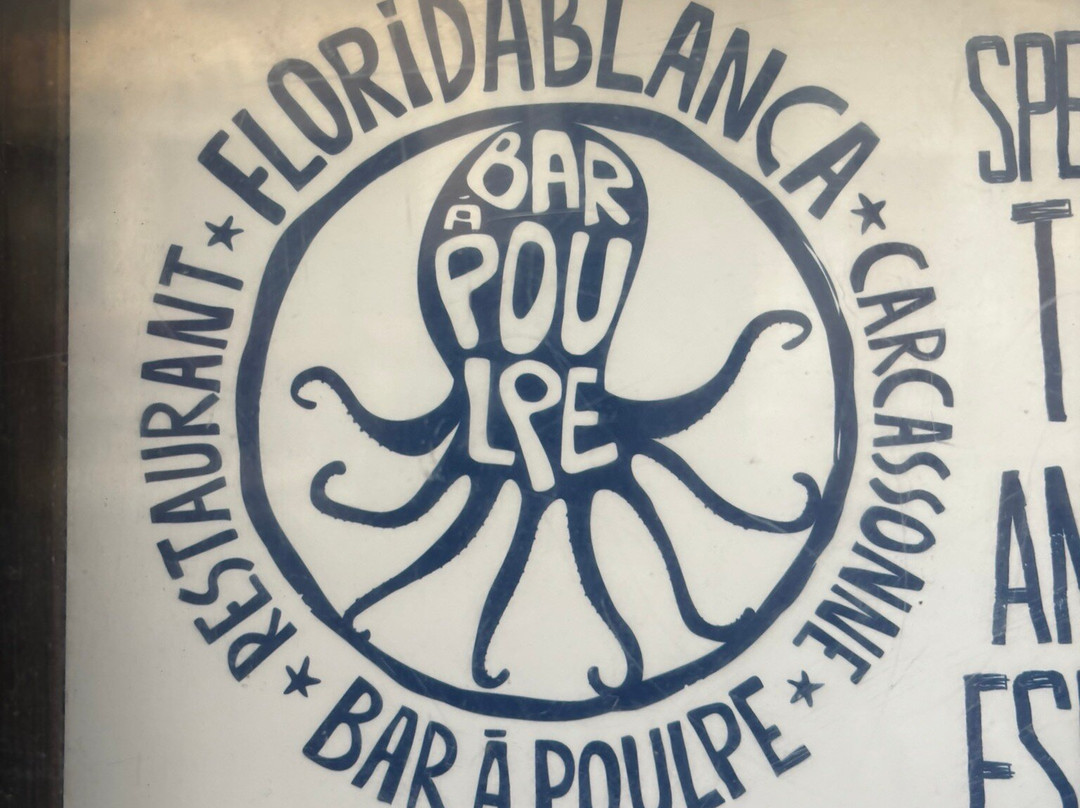 FLORiDABLANCA
CARCASSONNE
BAR Â POULPE
RESTAURANT
BAR
Â
POU
LPE
SPE
T
AN
ES